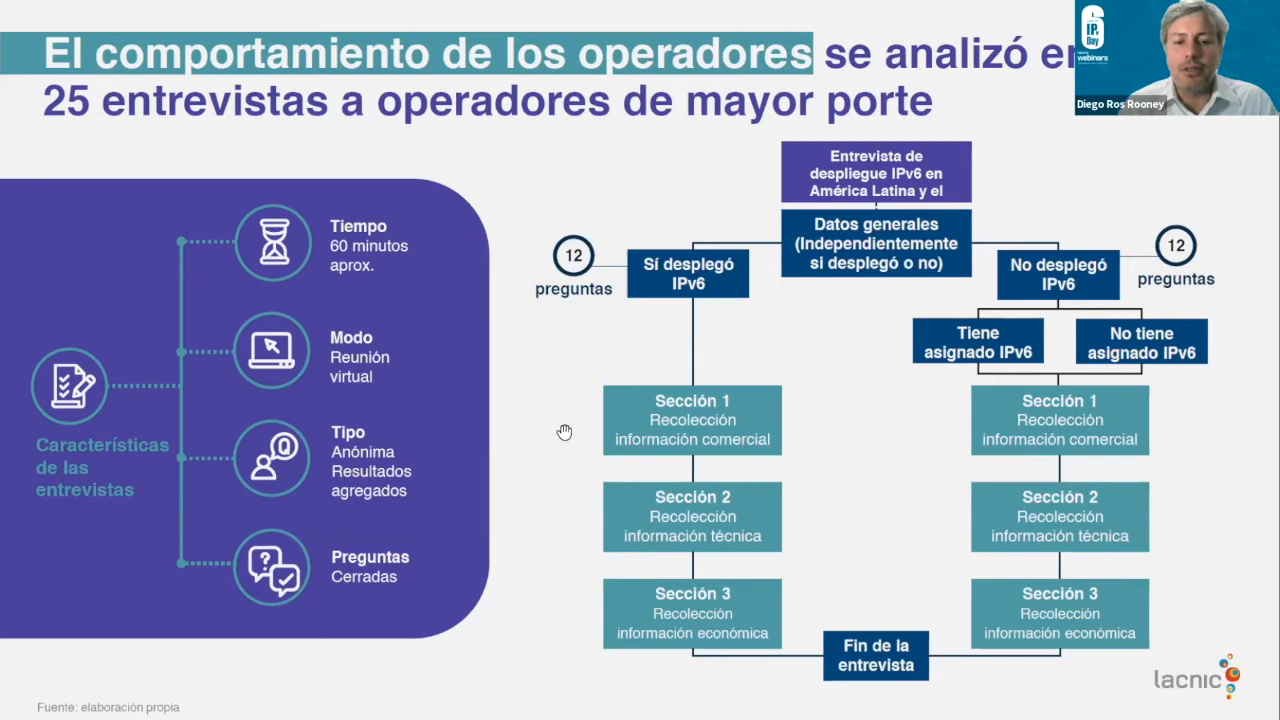 El comportamiento de los operadores se analizó en
25 entrevistas a operadores de mayor porte
6
IPv
Day
webinars
Diego Ros Rooney
Características
de las
entrevistas
Tiempo
60 minutos
aprox.
Modo
Reunión
virtual
Tipo
Anónima
Resultados
agregados
Preguntas
Cerradas
Q
?
Entrevista de
despliegue IPv6 en
América Latina y el
Datos generales
(Independientemente
si desplegó o no)
12
preguntas
Sí desplegó
IPv6
No desplegó
IPv6
12
preguntas
Tiene
asignado IPv6
No tiene
asignado IPv6
Sección 1
Recolección
información comercial
Sección 2
Recolección
información técnica
Sección 3
Recolección
información económica
Sección 1
Recolección
información comercial
Sección 2
Recolección
información técnica
Sección 3
Recolección
información económica
Fin de la
entrevista
lacnic
Fuente: elaboración propia